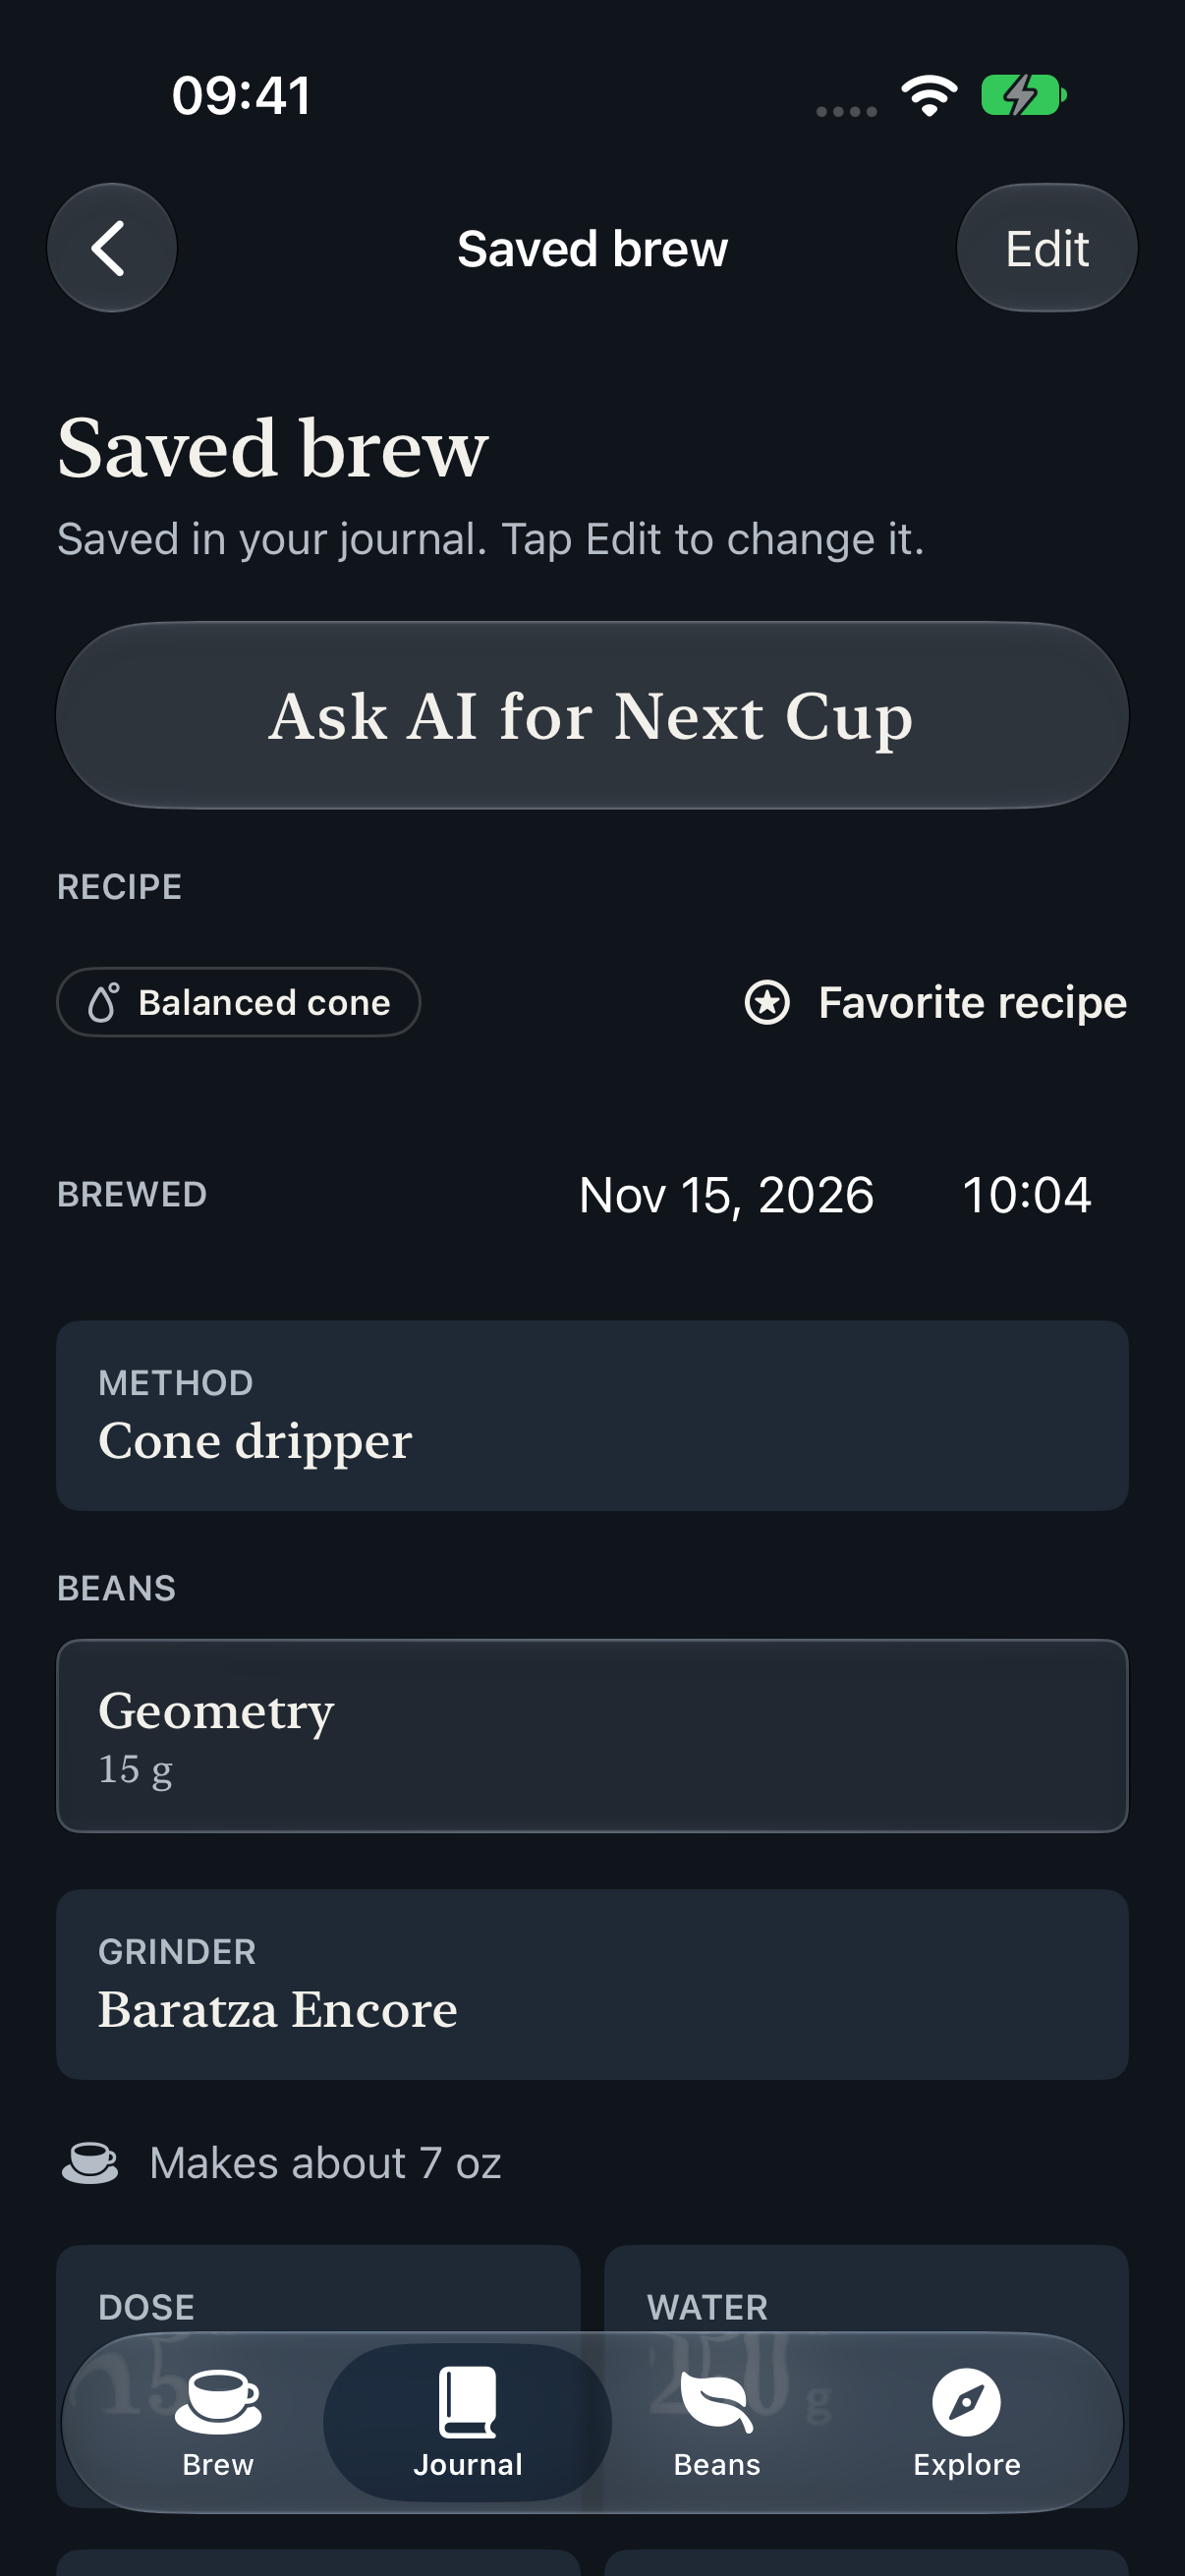 09:41
Saved brew
Edit
Saved brew
Saved in your journal. Tap Edit to change it.
Ask AI for Next Cup
RECIPE
Balanced cone
Favorite recipe
BREWED
Nov 15, 2026
10:04
METHOD
Cone dripper
BEANS
Geometry
15 g
GRINDER
Baratza Encore
Makes about 7 oz
DOSE
WATER
g
Brew
Journal
Beans
Explore